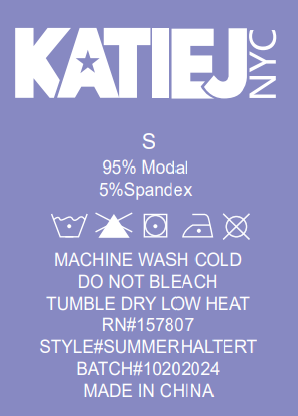 KATIEJ NYC
S
95% Modal
5%Spandex
MACHINE WASH COLD
DO NOT BLEACH
TUMBLE DRY LOW HEAT
RN#157807
STYLE#SUMMERHALTERT
BATCH#10202024
MADE IN CHINA